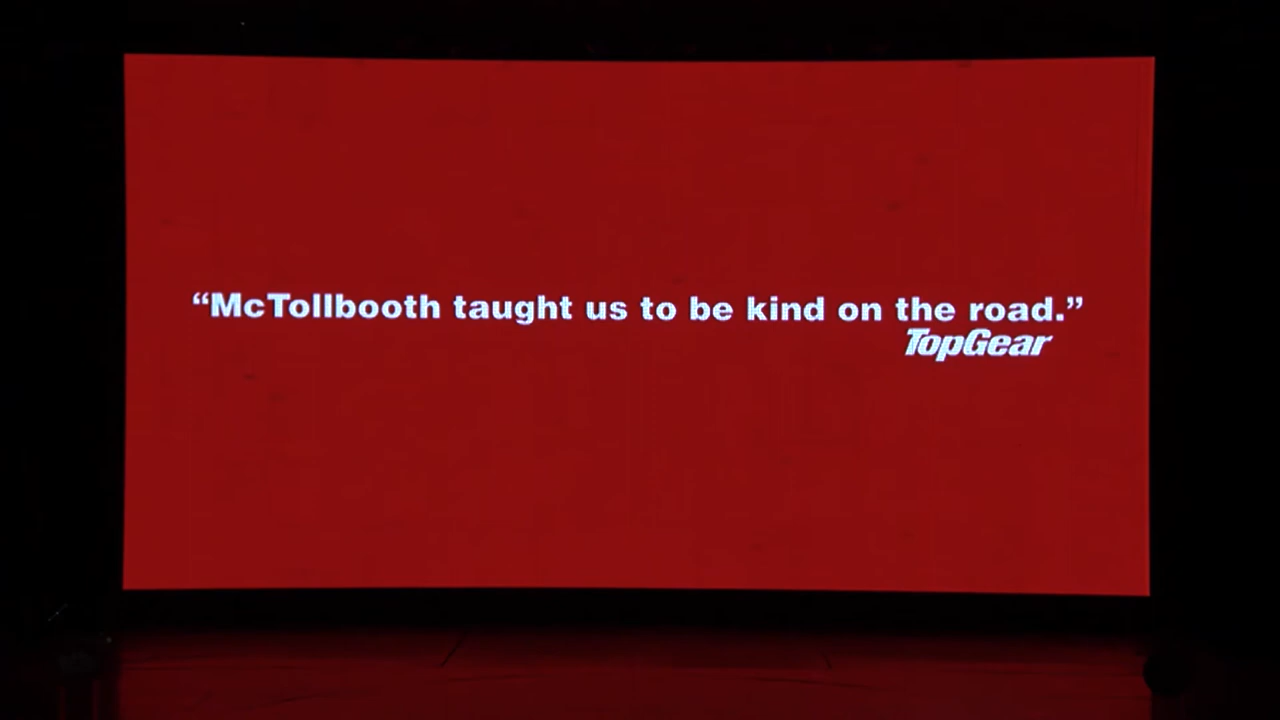 “McTollbooth taught us to be kind on the road.”
TopGear